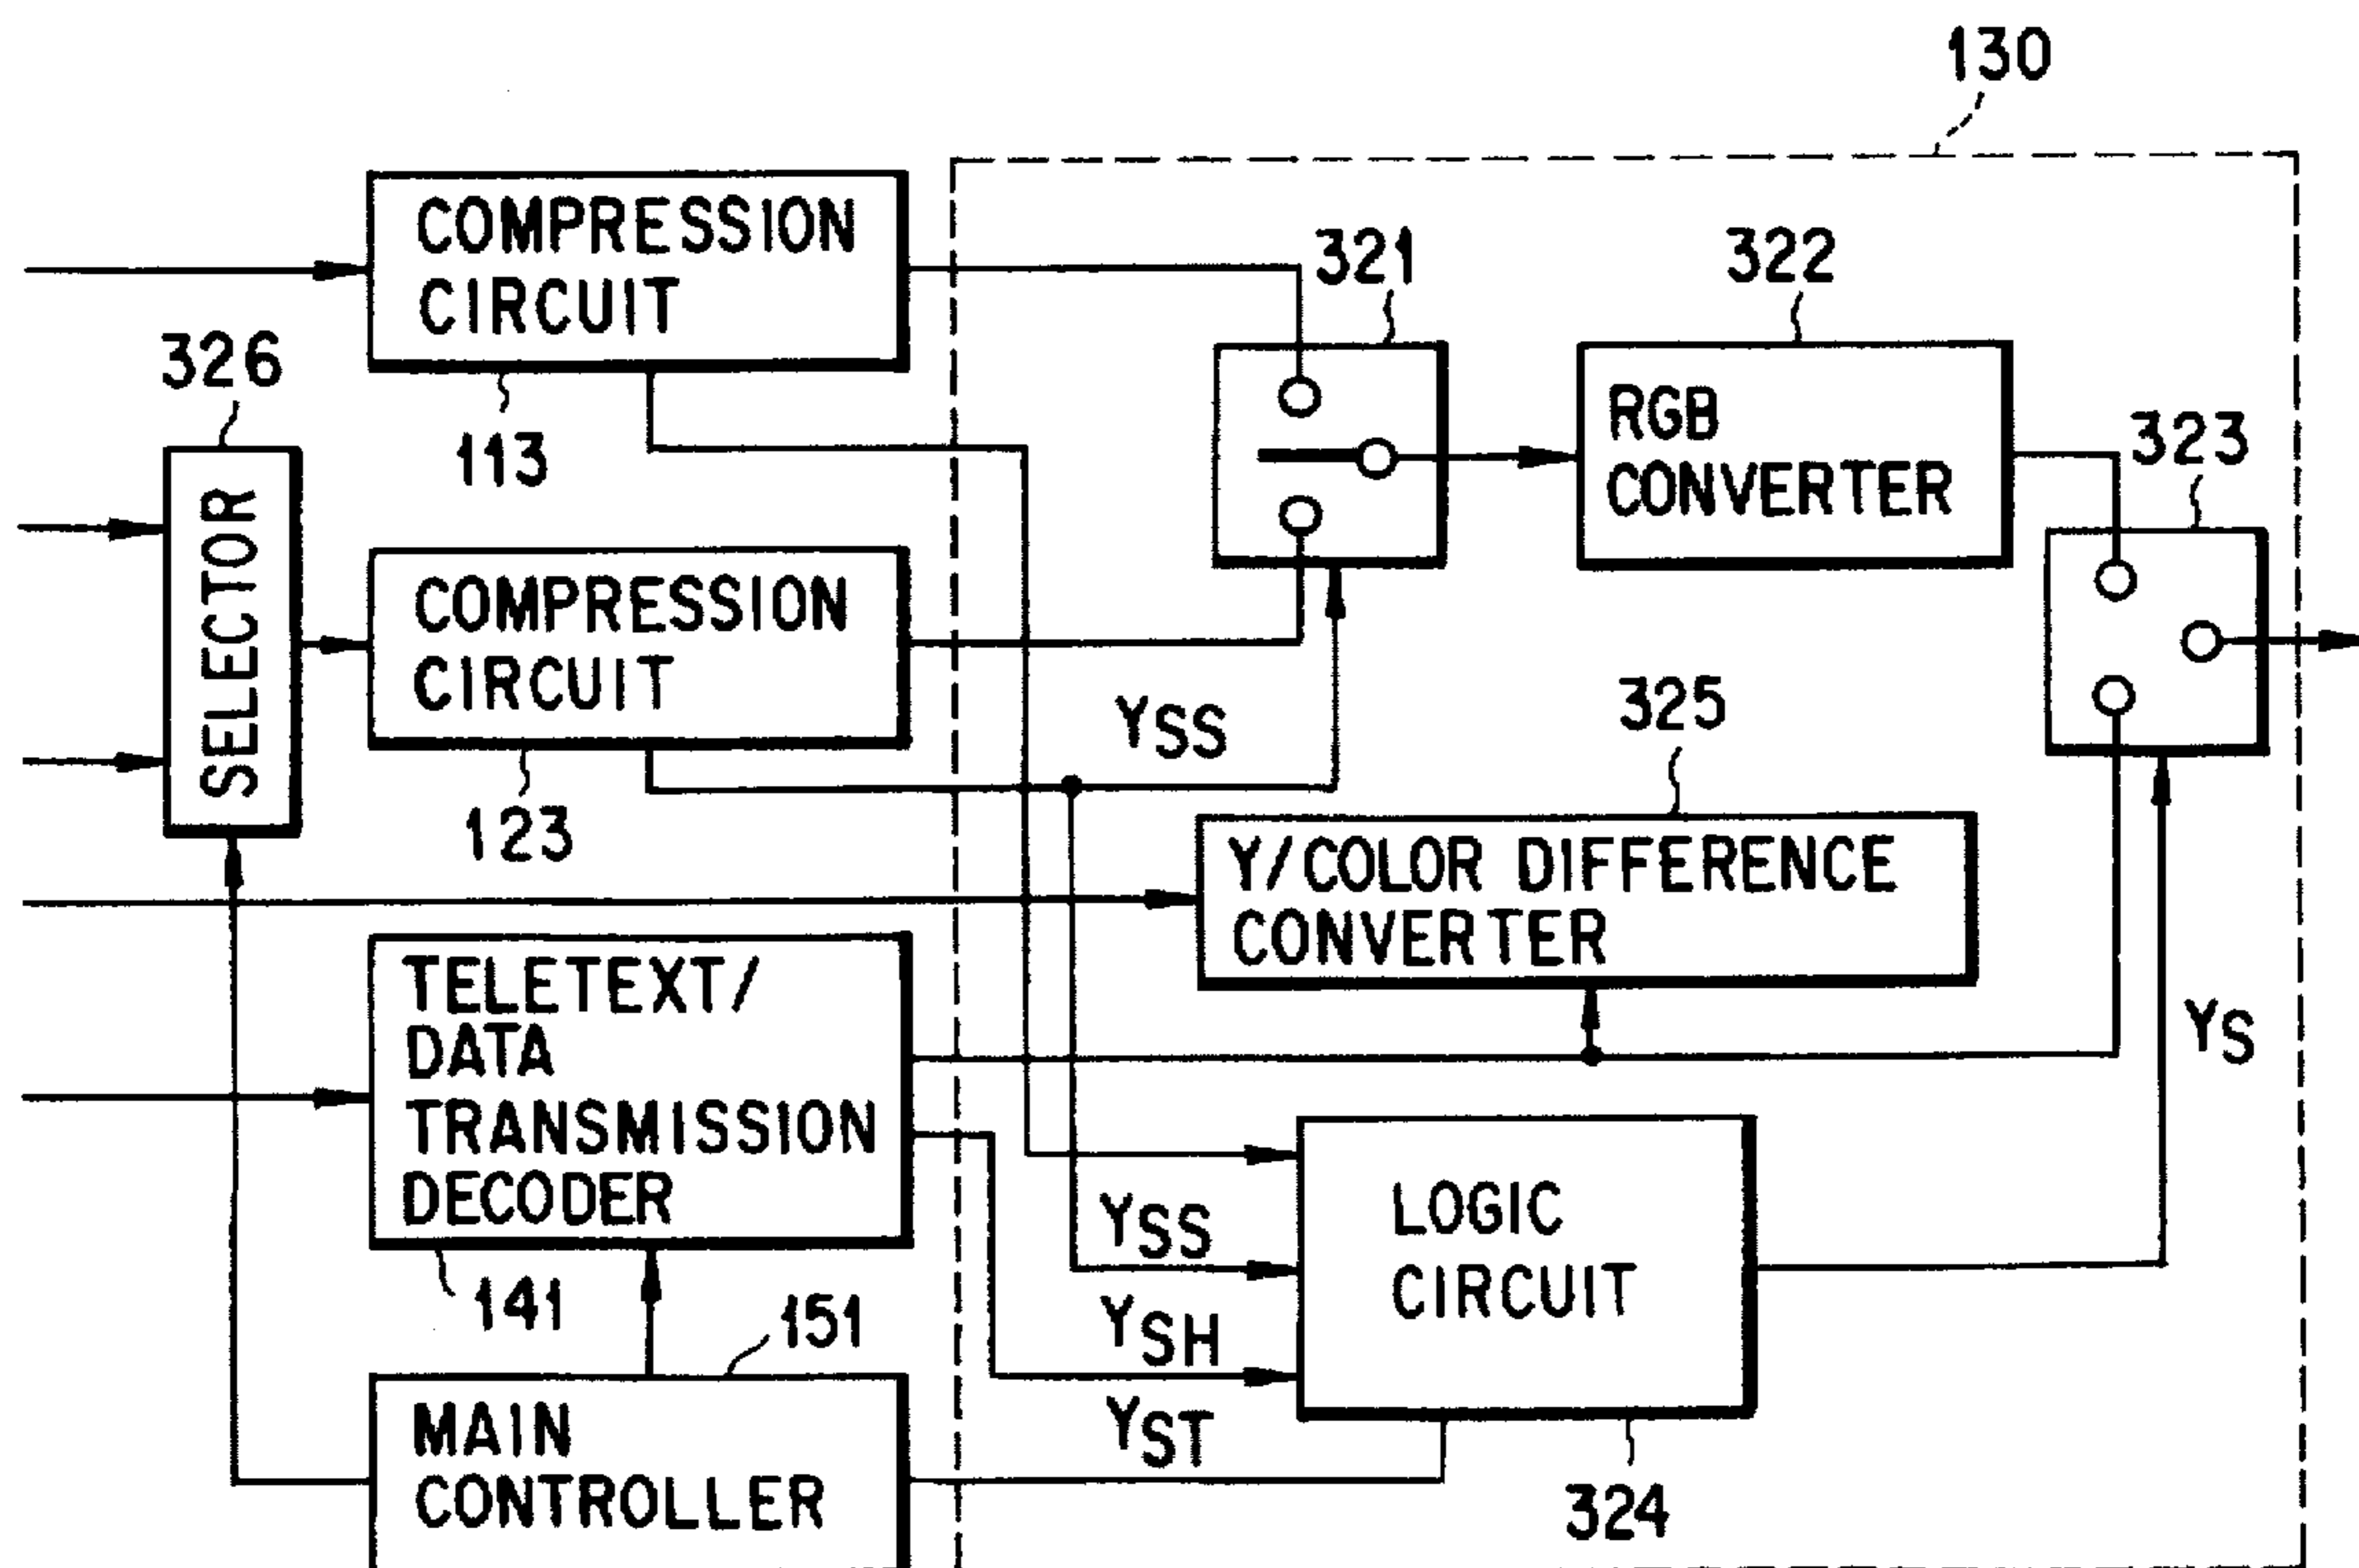 130
COMPRESSION
CIRCUIT
113
321
322
RGB
CONVERTER
323
326
SELECTOR
COMPRESSION
CIRCUIT
123
YSS
325
Y/COLOR DIFFERENCE
CONVERTER
TELETEXT/
DATA
TRANSMISSION
DECODER
141
YS
LOGIC
CIRCUIT
324
YSS
YSH
YST
151
MAIN
CONTROLLER